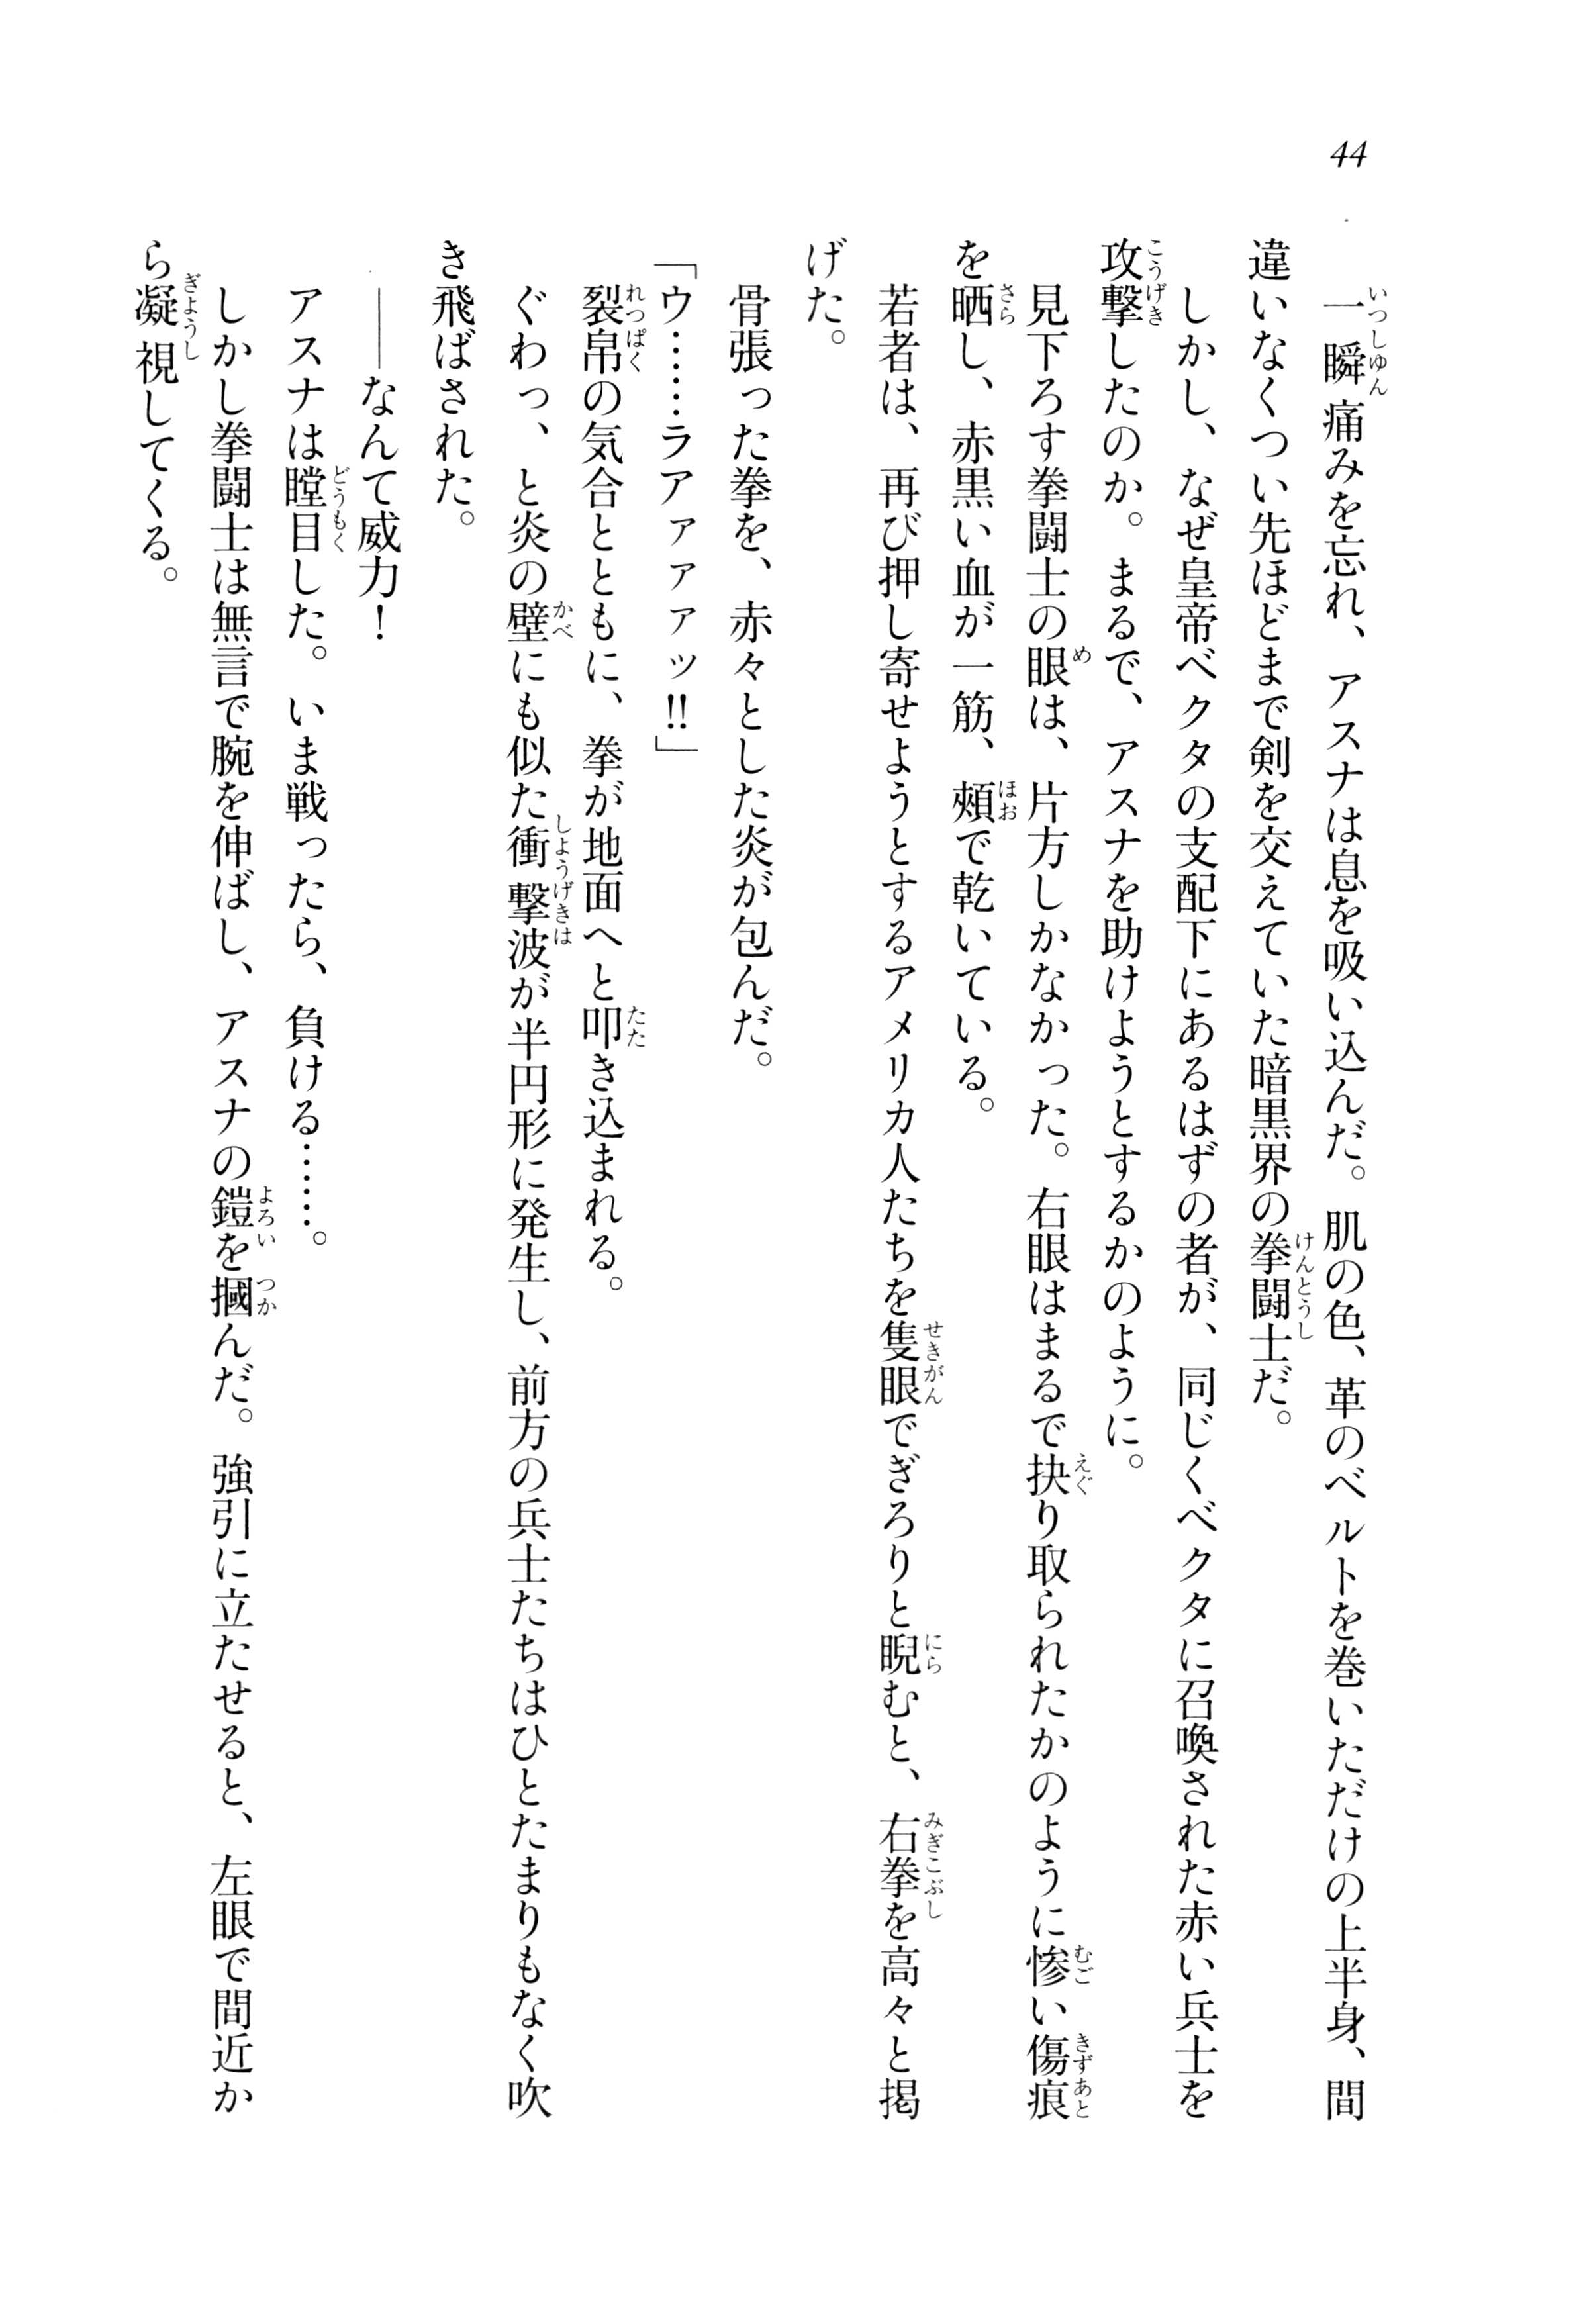 44
一瞬痛みを忘れ、アスナは息を吸い込んだ。肌の色、革のベルトを巻いただけの上半身、間
違いなくつい先ほどまで剣を交えていた暗黒界の拳闘士だ。
しかし、なぜ皇帝ベクタの支配下にあるはずの者が、同じくベクタに召喚された赤い兵士を
攻撃したのか。まるで、アスナを助けようとするかのように。
見下ろす拳闘士の眼は、片方しかなかった。右眼はまるで抉り取られたかのように惨い傷痕
を晒し、赤黒い血が一筋、頰で乾いている。
若者は、再び押し寄せようとするアメリカ人たちを隻眼でぎろりと睨むと、右拳を高々と掲
げた。
骨張った拳を、赤々とした炎が包んだ。
「ウ……ラアァァァッ!!」
裂帛の気合とともに、拳が地面へと叩き込まれる。
ぐわっ、と炎の壁にも似た衝撃波が半円形に発生し、前方の兵士たちはひとたまりもなく吹
き飛ばされた。
――なんて威力！
アスナは瞠目した。いま戦ったら、負ける……。
しかし拳闘士は無言で腕を伸ばし、アスナの鎧を摑んだ。強引に立たせると、左眼で間近か
ら凝視してくる。